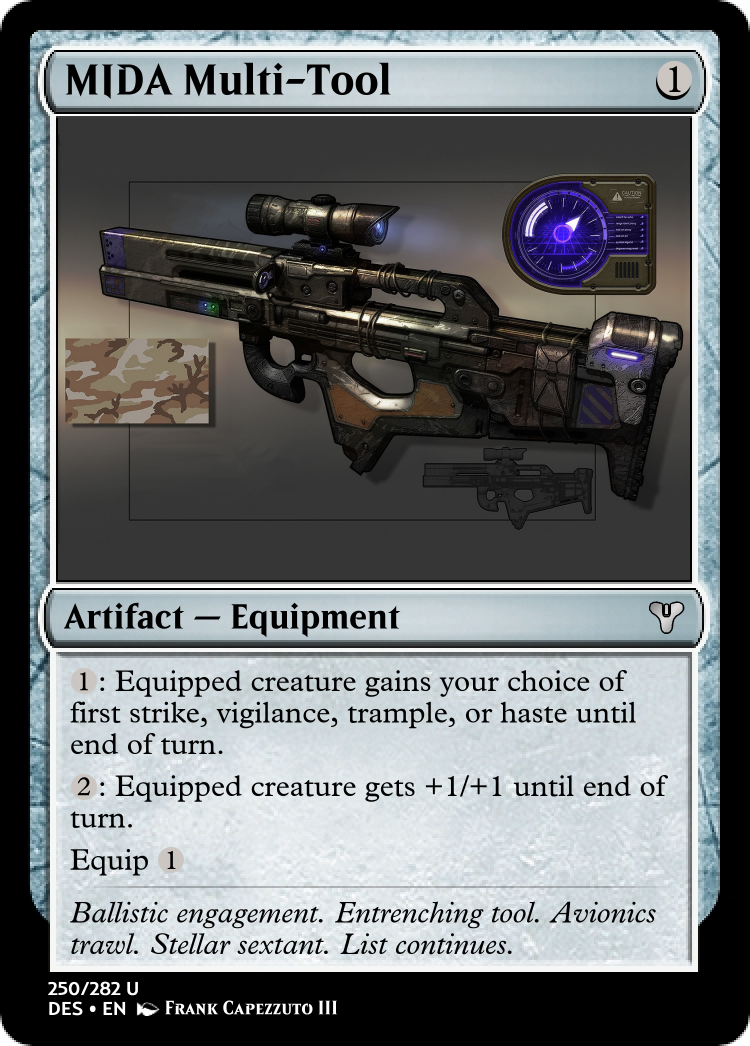 MIDA Multi-Tool 1
CAUTION
Artifact — Equipment
1: Equipped creature gains your choice of
first strike, vigilance, trample, or haste until
end of turn.
2: Equipped creature gets +1/+1 until end of
turn.
Equip 1
Ballistic engagement. Entrenching tool. Avionics
trawl. Stellar sextant. List continues.
250/282 U
DES • EN Frank Capezzuto III